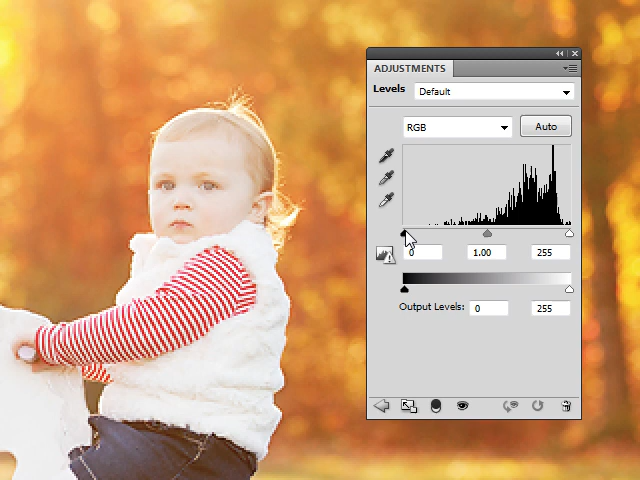 ADJUSTMENTS
Levels Default
RGB Auto
0 1.00 255
Output Levels: 0 255